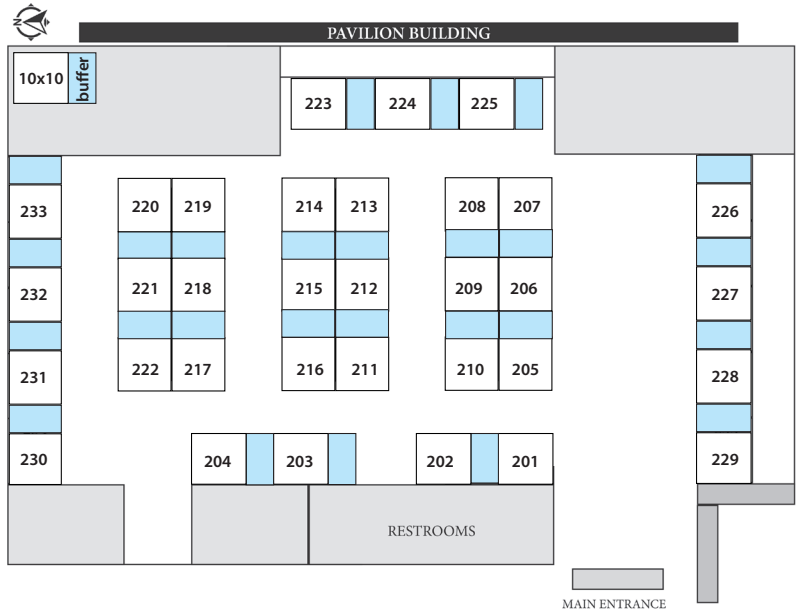 N
PAVILION BUILDING
10x10 buffer
223 224 225
233 220 219 214 213 208 207 226
232 221 218 215 212 209 206 227
231 222 217 216 211 210 205 228
230 204 203 202 201 229
RESTROOMS
MAIN ENTRANCE